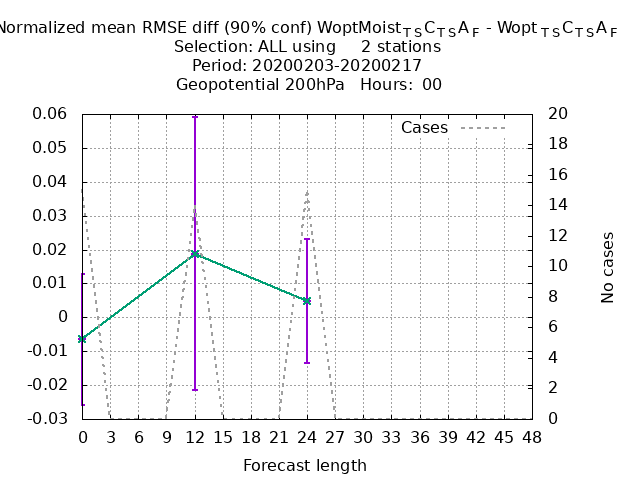 Normalized mean RMSE diff (90% conf) WoptMoist_TSC_TSA_F - Wopt_TSC_TSA_F
Selection: ALL using 2 stations
Period: 20200203-20200217
Geopotential 200hPa Hours: 00
Cases
0.06
0.05
0.04
0.03
0.02
0.01
0
-0.01
-0.02
-0.03
20
18
16
14
12
10
8
6
4
2
0
No cases
0 3 6 9 12 15 18 21 24 27 30 33 36 39 42 45 48
Forecast length